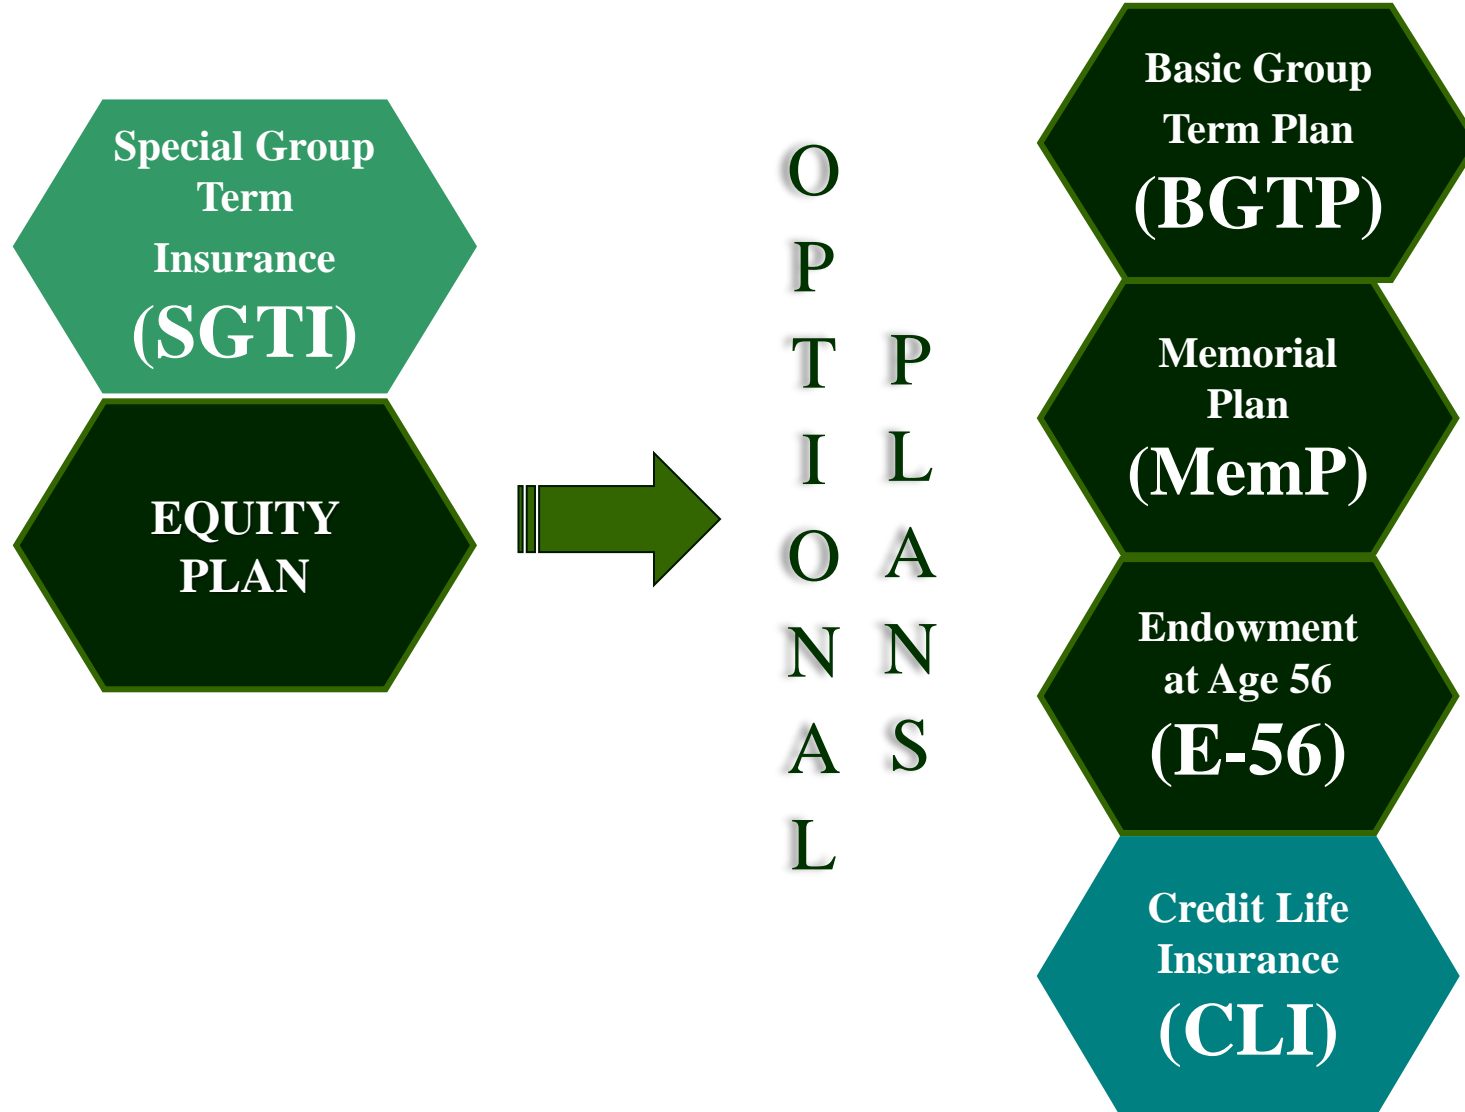 Special Group
Term
Insurance
(SGTI)
EQUITY
PLAN
OPTIONAL
PLANS
Basic Group
Term Plan
(BGTP)
Memorial
Plan
(MemP)
Endowment
at Age 56
(E-56)
Credit Life
Insurance
(CLI)